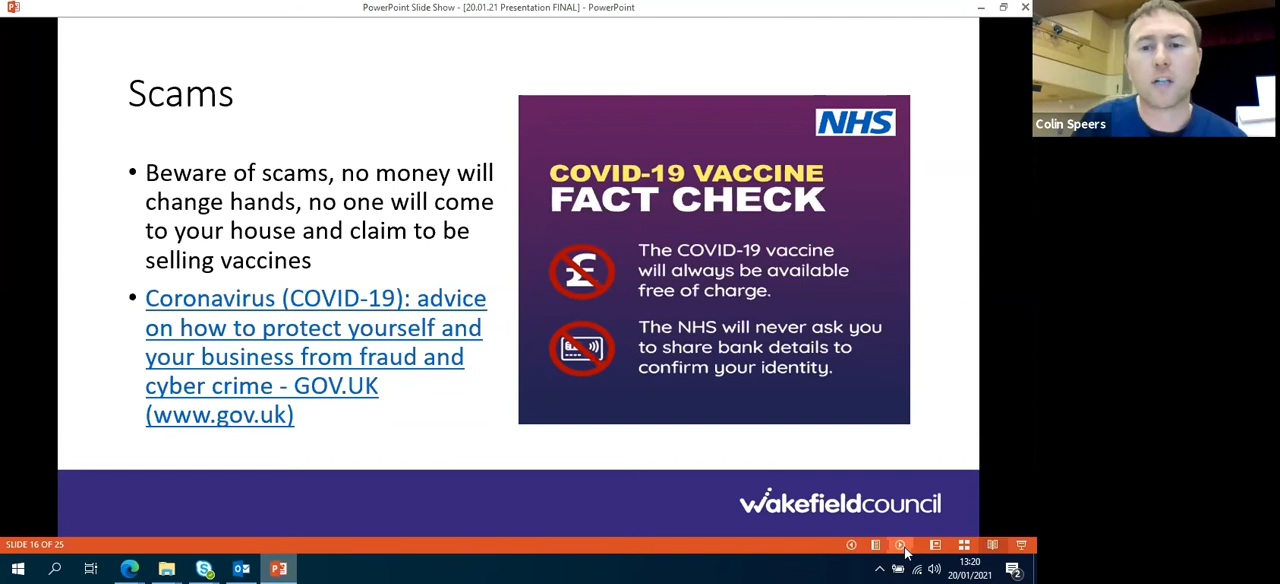 PowerPoint Slide Show - [20.01.21 Presentation FINAL] - PowerPoint
Scams
• Beware of scams, no money will
change hands, no one will come
to your house and claim to be
selling vaccines
• Coronavirus (COVID-19): advice
on how to protect yourself and
your business from fraud and
cyber crime - GOV.UK
(www.gov.uk)
NHS
COVID-19 VACCINE
FACT CHECK
£
The COVID-19 vaccine
will always be available
free of charge.
The NHS will never ask you
to share bank details to
confirm your identity.
wakefieldcouncil
Colin Speers
SLIDE 16 OF 25
13:20
20/01/2021
2